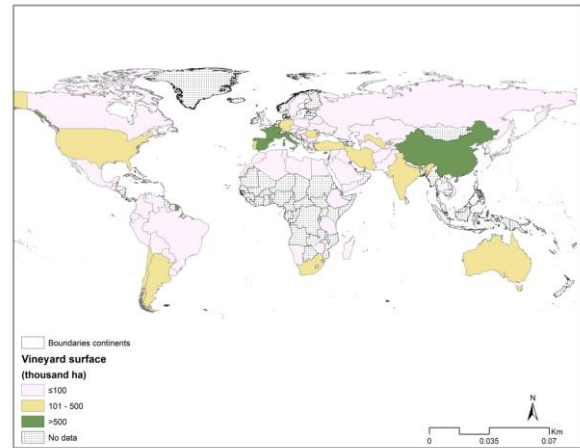 Boundaries continents
Vineyard surface
(thousand ha)
≤100
101 - 500
>500
No data
N
Km
0 0.035 0.07